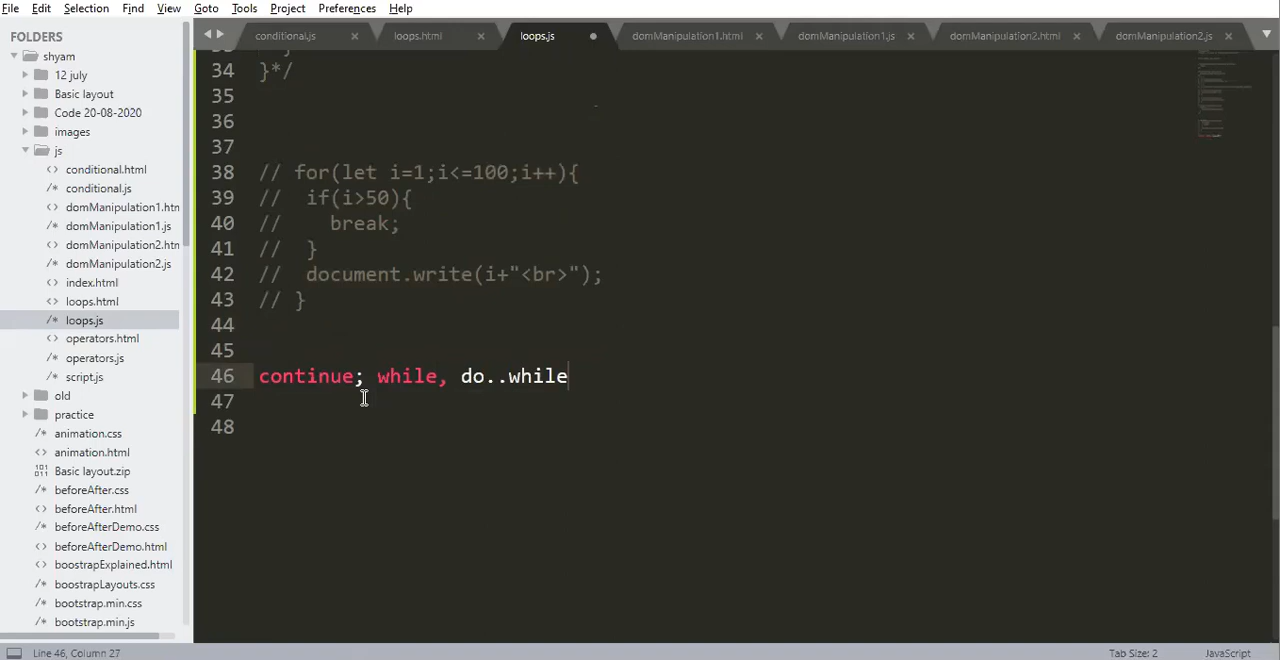 File Edit Selection Find View Goto Tools Project Preferences Help
FOLDERS
shyam
12 july
Basic layout
Code 20-08-2020
images
js
conditional.html
conditional.js
domManipulation1.htn
domManipulation1.js
domManipulation2.htn
domManipulation2.js
index.html
loops.html
loops.js
operators.html
operators.js
script.js
old
practice
animation.css
animation.html
Basic layout.zip
beforeAfter.css
beforeAfter.html
beforeAfterDemo.css
beforeAfterDemo.html
boostrapExplained.html
boostrapLayouts.css
bootstrap.min.css
bootstrap.min.js
conditional.js loops.html loops.js domManipulation1.html domManipulation1.js domManipulation2.html domManipulation2.js
34 }*/
35
36
37
38 // for(let i=1;i<=100;i++){
39 // if(i>50){
40 // break;
41 // }
42 // document.write(i+"<br>");
43 // }
44
45
46 continue; while, do..while
47
48
Line 46, Column 27 Tab Size: 2 JavaScript